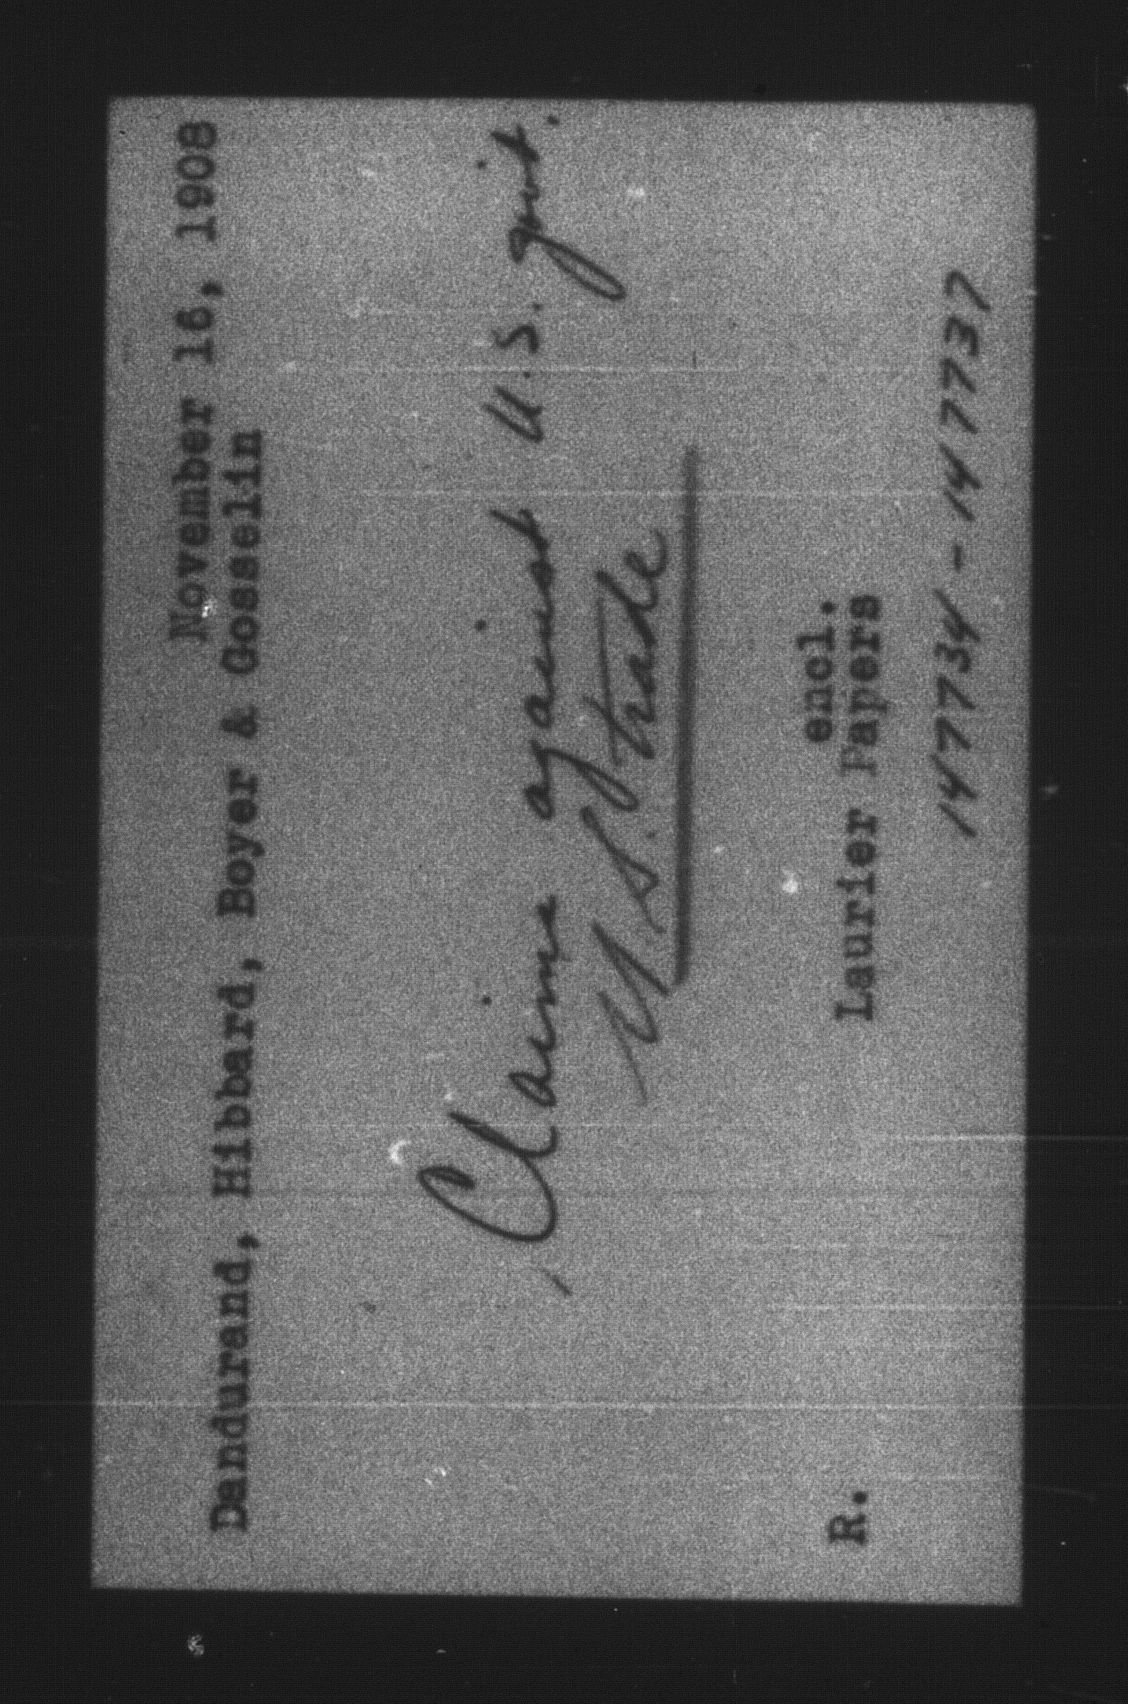 November 16, 1908
Dandurand, Hibbard, Boyer & Gosselin
Claims against U.S. govt.
U.S. trade
encl.
R. Laurier Papers
147734-147737